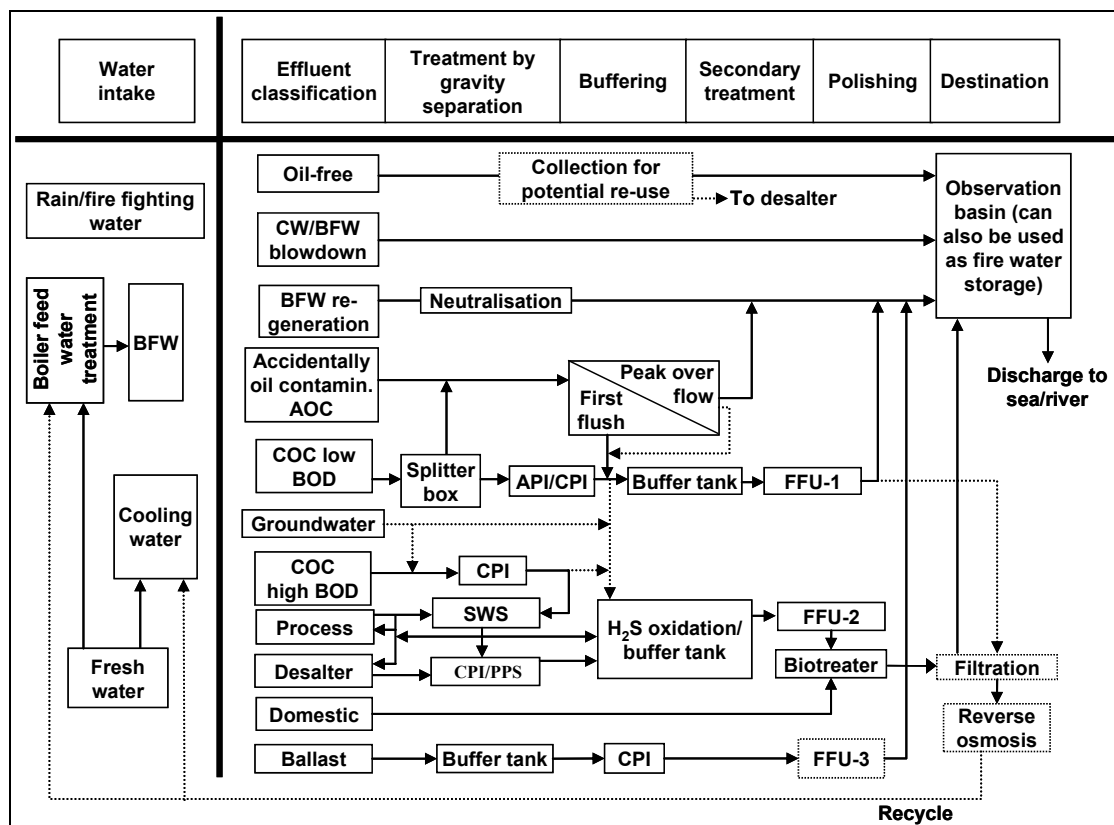 Water
intake
Effluent
classification
Treatment by
gravity
separation
Buffering
Secondary
treatment
Polishing
Destination
Rain/fire fighting
water
Boiler feed
water
treatment
BFW
Cooling
water
Fresh
water
Oil-free
Collection for
potential re-use
To desalter
Observation
basin (can
also be used
as fire water
storage)
CW/BFW
blowdown
BFW re-
generation
Neutralisation
Accidentally
oil contamin.
AOC
Peak over
flow
First
flush
Discharge to
sea/river
COC low
BOD
Splitter
box
API/CPI
Buffer tank
FFU-1
Groundwater
COC
high BOD
CPI
Process
SWS
H2S oxidation/
buffer tank
FFU-2
Desalter
CPI/PPS
Biotreater
Filtration
Domestic
Reverse
osmosis
Ballast
Buffer tank
CPI
FFU-3
Recycle